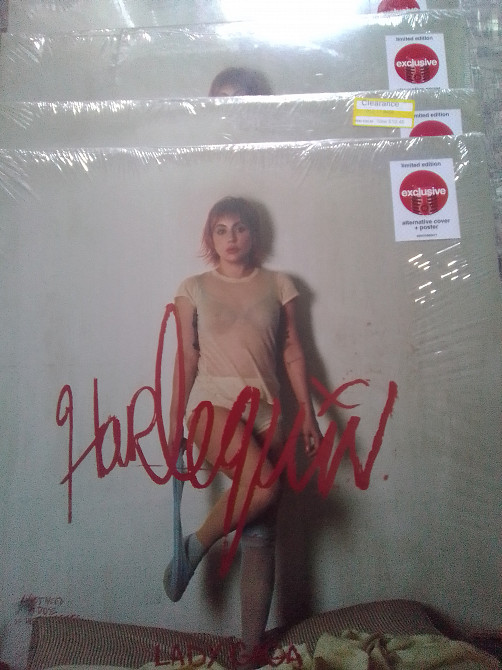 limited edition
exclusive
Clearance
limited edition
exclusive
alternative cover
+ poster
Harlequin
LADY GAGA